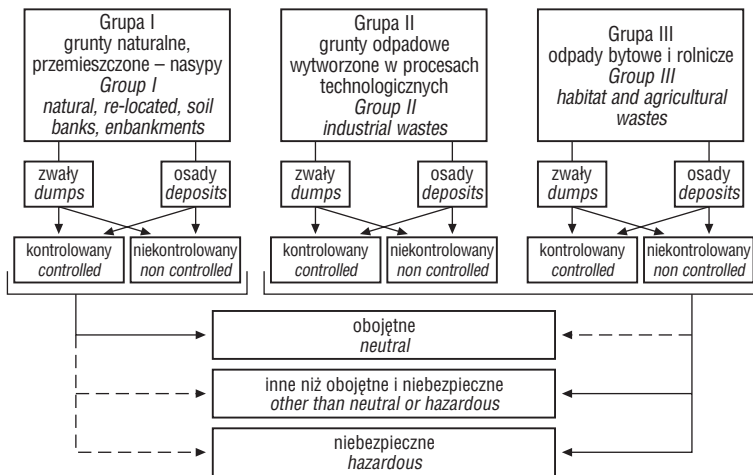 Grupa I
grunty naturalne,
przemieszczone – nasypy
Group I
natural, re-located, soil
banks, enbankments
Grupa II
grunty odpadowe
wytworzone w procesach
technologicznych
Group II
industrial wastes
Grupa III
odpady bytowe i rolnicze
Group III
habitat and agricultural
wastes
zwały
dumps
osady
deposits
zwały
dumps
osady
deposits
zwały
dumps
osady
deposits
kontrolowany
controlled
niekontrolowany
non controlled
kontrolowany
controlled
niekontrolowany
non controlled
kontrolowany
controlled
niekontrolowany
non controlled
obojętne
neutral
inne niż obojętne i niebezpieczne
other than neutral or hazardous
niebezpieczne
hazardous